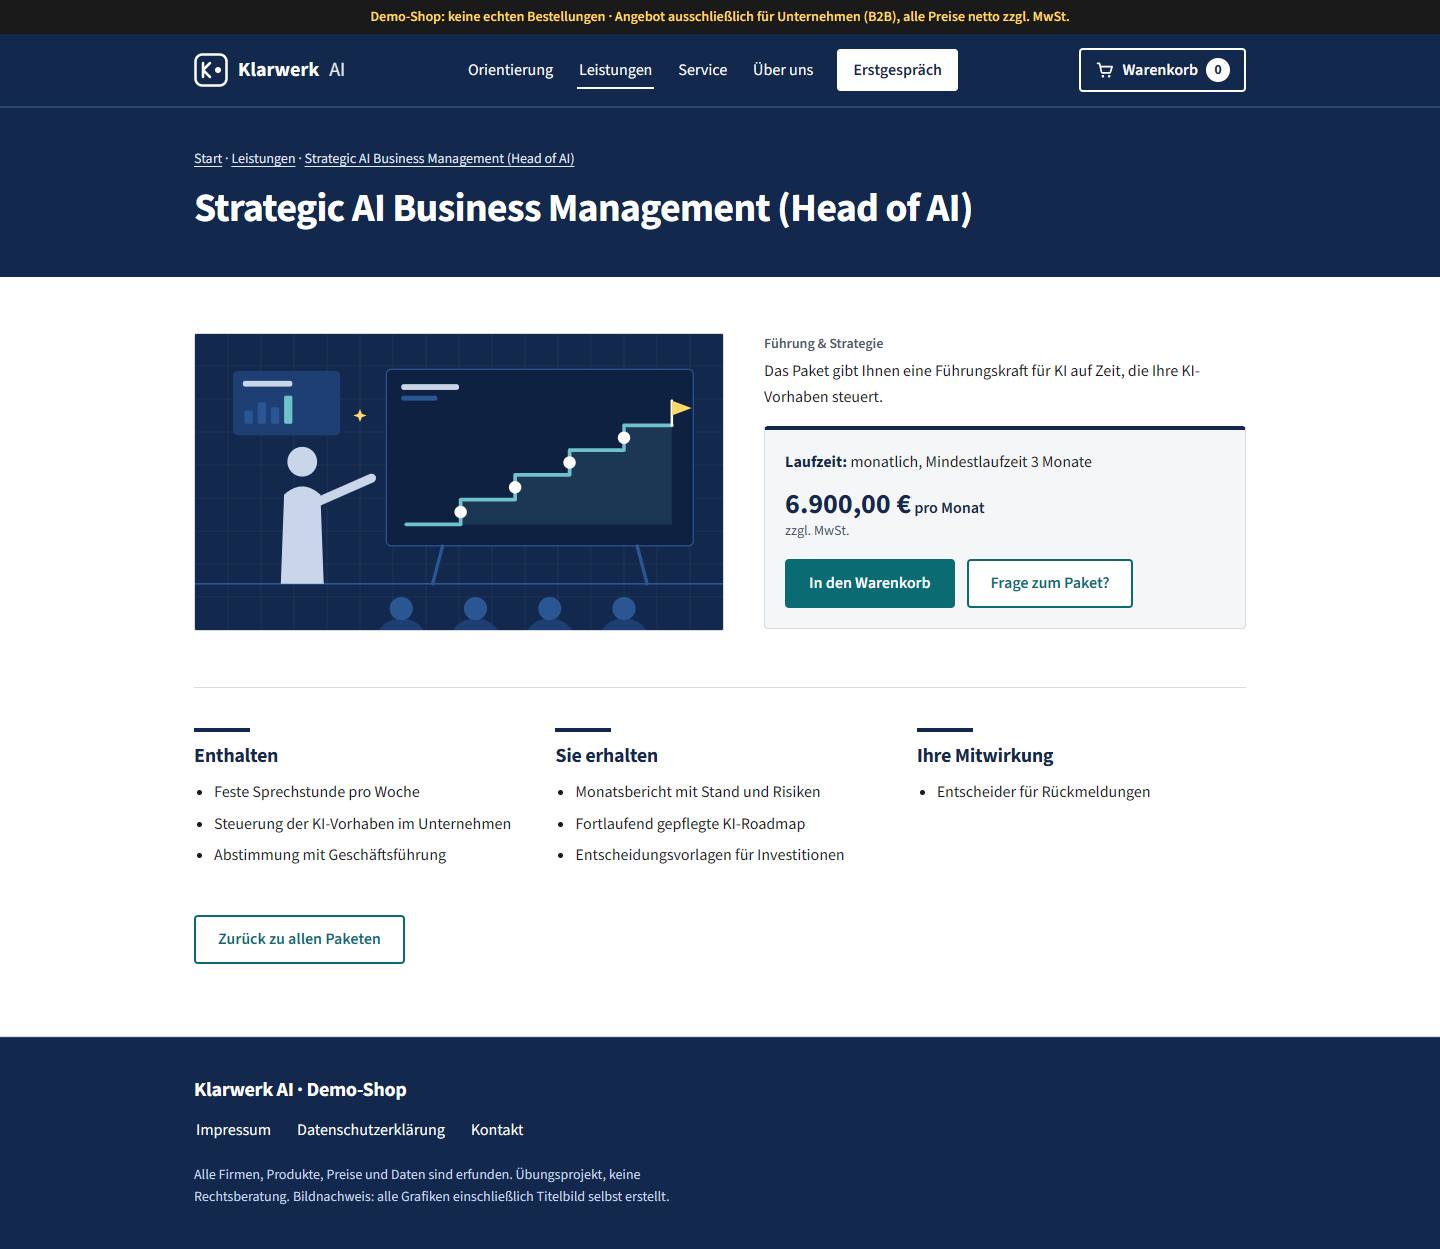 Demo-Shop: keine echten Bestellungen · Angebot ausschließlich für Unternehmen (B2B), alle Preise netto zzgl. MwSt.
K Klarwerk AI
Orientierung
Leistungen
Service
Über uns
Erstgespräch
Warenkorb 0
Start · Leistungen · Strategic AI Business Management (Head of AI)
Strategic AI Business Management (Head of AI)
Führung & Strategie
Das Paket gibt Ihnen eine Führungskraft für KI auf Zeit, die Ihre KI-
Vorhaben steuert.
Laufzeit: monatlich, Mindestlaufzeit 3 Monate
6.900,00 € pro Monat
zzgl. MwSt.
In den Warenkorb
Frage zum Paket?
Enthalten
• Feste Sprechstunde pro Woche
• Steuerung der KI-Vorhaben im Unternehmen
• Abstimmung mit Geschäftsführung
Sie erhalten
• Monatsbericht mit Stand und Risiken
• Fortlaufend gepflegte KI-Roadmap
• Entscheidungsvorlagen für Investitionen
Ihre Mitwirkung
• Entscheider für Rückmeldungen
Zurück zu allen Paketen
Klarwerk AI · Demo-Shop
Impressum
Datenschutzerklärung
Kontakt
Alle Firmen, Produkte, Preise und Daten sind erfunden. Übungsprojekt, keine
Rechtsberatung. Bildnachweis: alle Grafiken einschließlich Titelbild selbst erstellt.